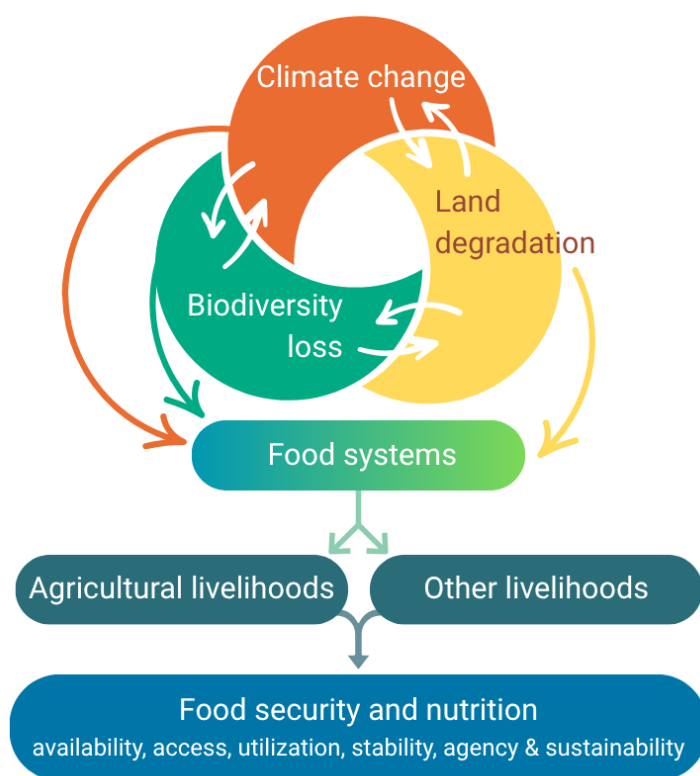 Climate change
Land
degradation
Biodiversity
loss
Food systems
Agricultural livelihoods
Other livelihoods
Food security and nutrition
availability, access, utilization, stability, agency & sustainability